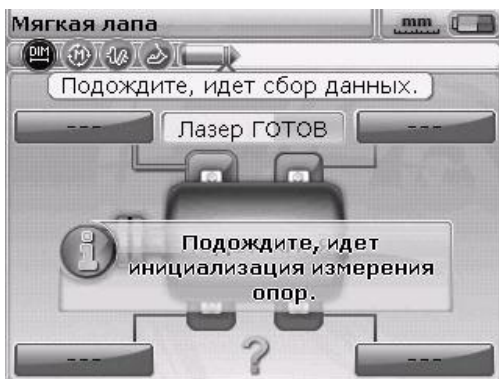 Мягкая лапа
mm
DIM
M
Подождите, идет сбор данных.
---
Лазер ГОТОВ
---
i
Подождите, идет
инициализация измерения
опор.
---
?
---